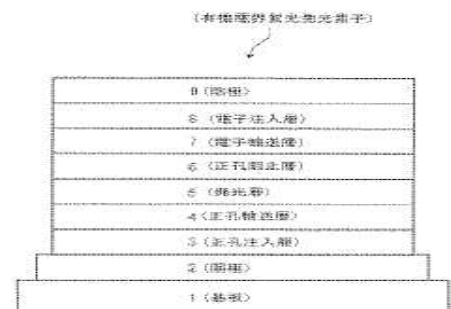 (有機電界蛍光発光素子)
9 (陰極)
8 (電子注入層)
7 (電子輸送層)
6 (正孔阻止層)
5 (発光層)
4 (正孔輸送層)
3 (正孔注入層)
2 (陽極)
1 (基板)